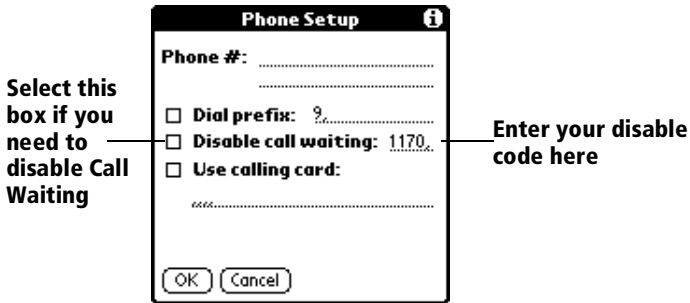 Phone Setup
Phone #:
Select this
box if you
need to
disable Call
Waiting
Dial prefix: 9,
Disable call waiting: 1170,
Use calling card:
,,,,
Enter your disable
code here
OK Cancel